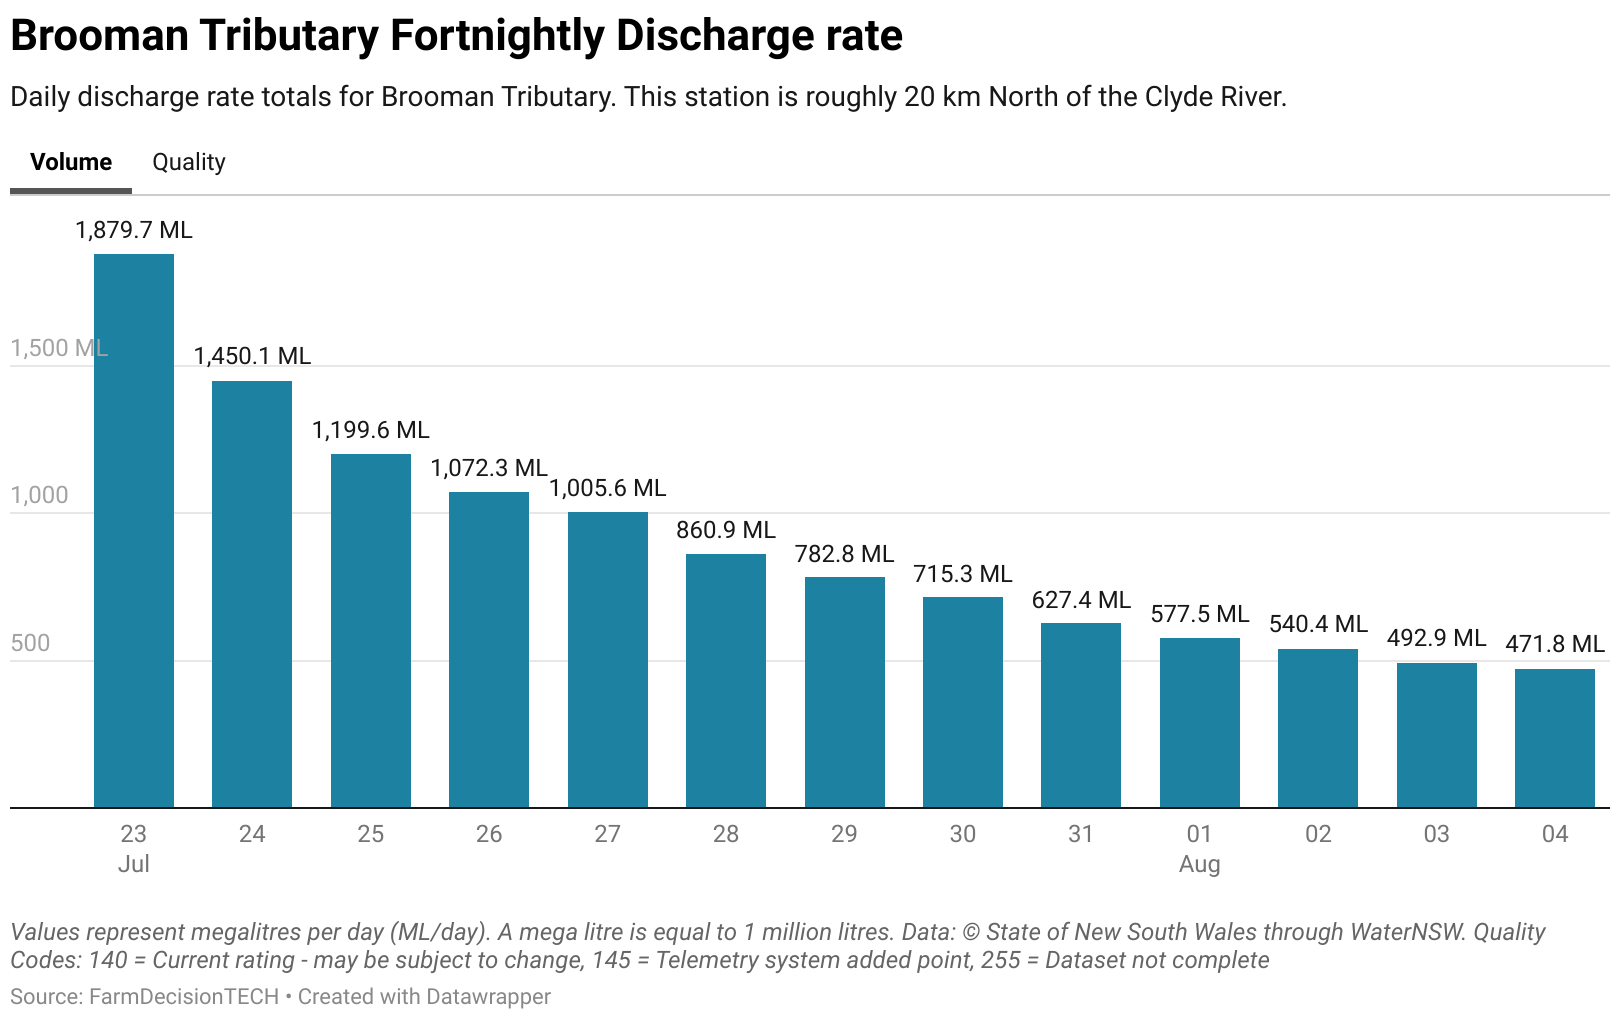 Brooman Tributary Fortnightly Discharge rate
Daily discharge rate totals for Brooman Tributary. This station is roughly 20 km North of the Clyde River.
Volume Quality
1,879.7 ML
1,500 ML
1,450.1 ML
1,199.6 ML
1,072.3 ML
1,005.6 ML
1,000
860.9 ML
782.8 ML
715.3 ML
627.4 ML
577.5 ML
540.4 ML
492.9 ML
471.8 ML
500
23 24 25 26 27 28 29 30 31 01 02 03 04
Jul Aug
Values represent megalitres per day (ML/day). A mega litre is equal to 1 million litres. Data: © State of New South Wales through WaterNSW. Quality
Codes: 140 = Current rating - may be subject to change, 145 = Telemetry system added point, 255 = Dataset not complete
Source: FarmDecisionTECH • Created with Datawrapper